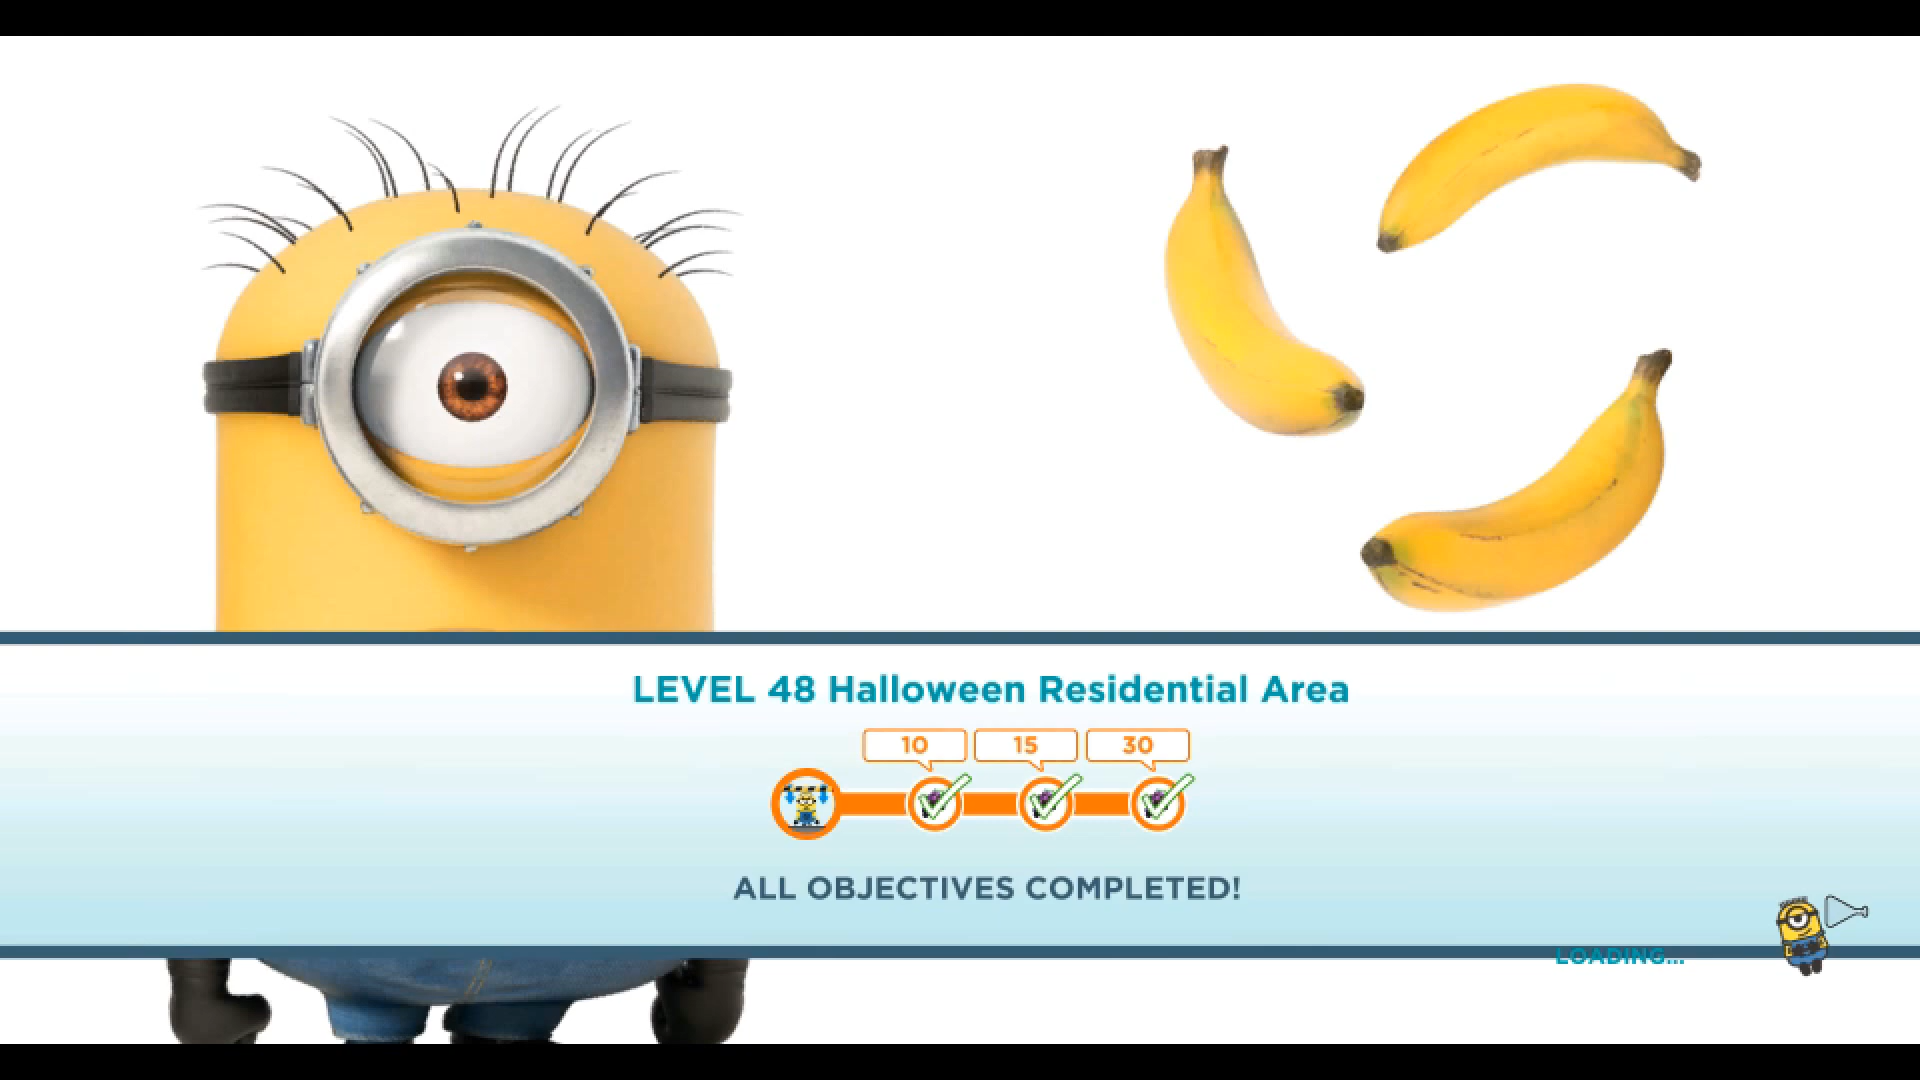 LEVEL 48 Halloween Residential Area
10 15 30
ALL OBJECTIVES COMPLETED!
LOADING...